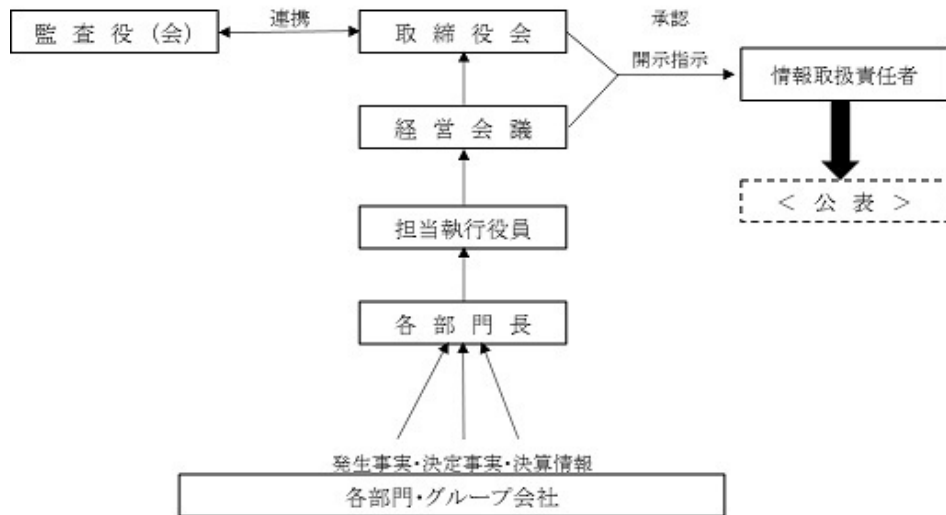 監査役(会)
連携
取締役会
承認
開示指示
情報取扱責任者
経営会議
<公表>
担当執行役員
各部門長
発生事実・決定事実・決算情報
各部門・グループ会社